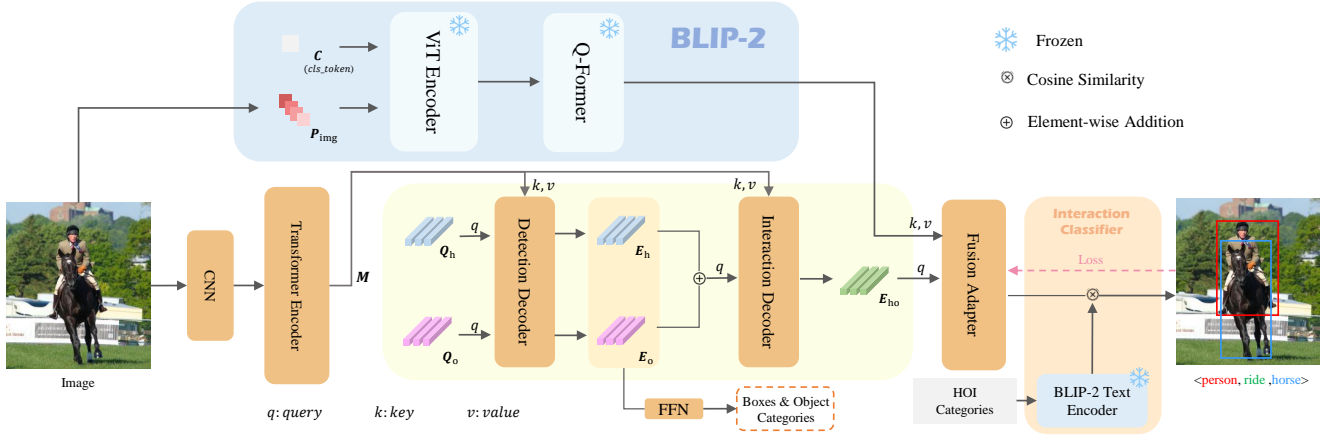 BLIP-2
C
(cls_token)
P_img
ViT Encoder
Q-Former
Frozen
Cosine Similarity
Element-wise Addition
Image
CNN
Transformer Encoder
M
k, v
k, v
Q_h
q
Q_o
q
Detection Decoder
E_h
E_o
q
Interaction Decoder
E_ho
k, v
q
Fusion Adapter
Interaction
Classifier
Loss
HOI
Categories
BLIP-2 Text
Encoder
<person, ride ,horse>
FFN
Boxes & Object
Categories
q: query
k: key
v: value